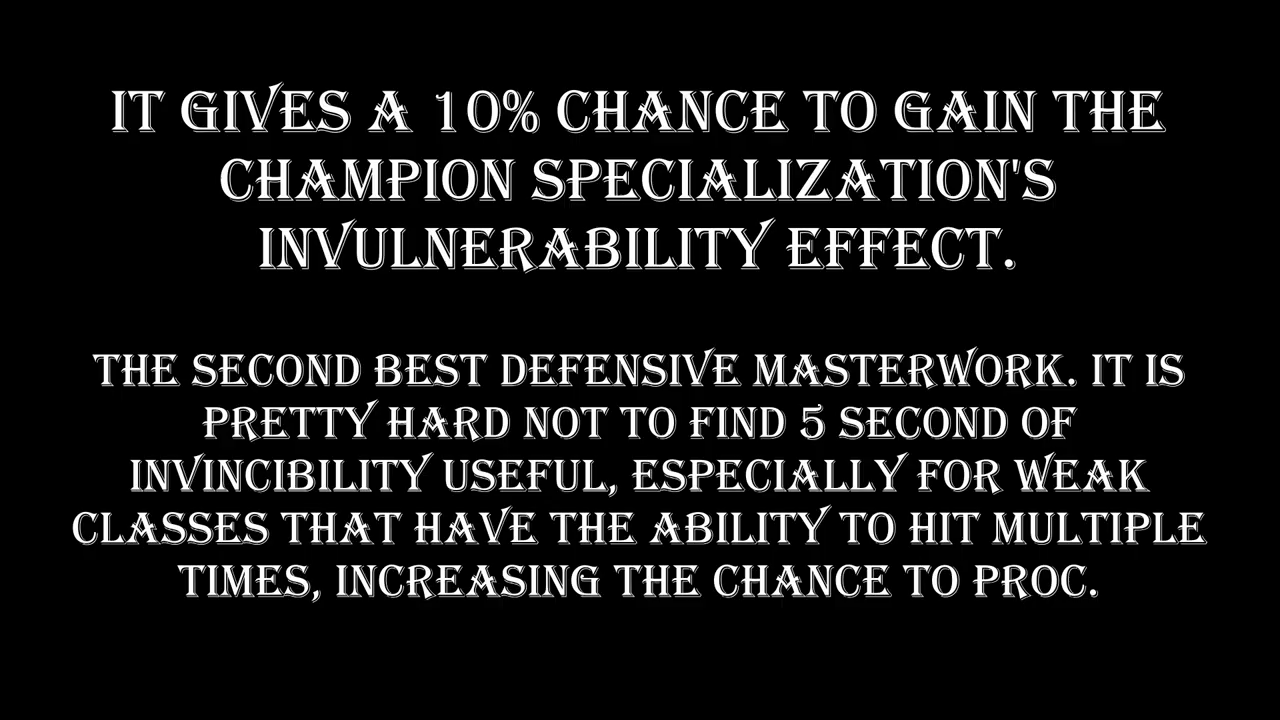 IT GIVES A 10% CHANCE TO GAIN THE
CHAMPION SPECIALIZATION'S
INVULNERABILITY EFFECT.
THE SECOND BEST DEFENSIVE MASTERWORK. IT IS
PRETTY HARD NOT TO FIND 5 SECOND OF
INVINCIBILITY USEFUL, ESPECIALLY FOR WEAK
CLASSES THAT HAVE THE ABILITY TO HIT MULTIPLE
TIMES, INCREASING THE CHANCE TO PROC.